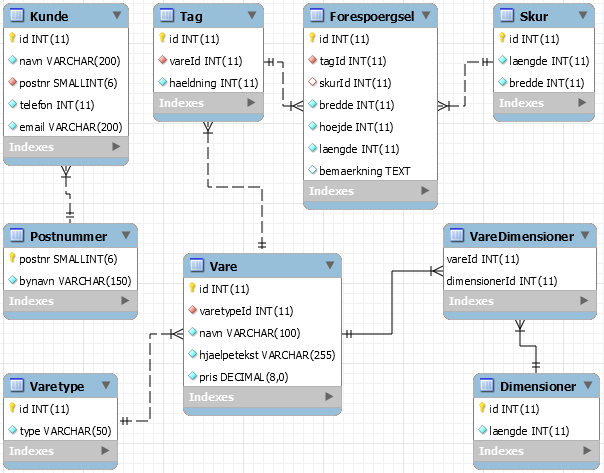 Kunde
id INT(11)
navn VARCHAR(200)
postnr SMALLINT(6)
telefon INT(11)
email VARCHAR(200)
Indexes
Tag
id INT(11)
vareId INT(11)
haeldning INT(11)
Indexes
Forespoergsel
id INT(11)
tagId INT(11)
skurId INT(11)
bredde INT(11)
hoejde INT(11)
længde INT(11)
bemaerkning TEXT
Indexes
Skur
id INT(11)
længde INT(11)
bredde INT(11)
Indexes
Postnummer
postnr SMALLINT(6)
bynavn VARCHAR(150)
Indexes
Vare
id INT(11)
varetypeId INT(11)
navn VARCHAR(100)
hjaelpetekst VARCHAR(255)
pris DECIMAL(8,0)
Indexes
VareDimensioner
vareId INT(11)
dimensionerId INT(11)
Indexes
Varetype
id INT(11)
type VARCHAR(50)
Indexes
Dimensioner
id INT(11)
længde INT(11)
Indexes